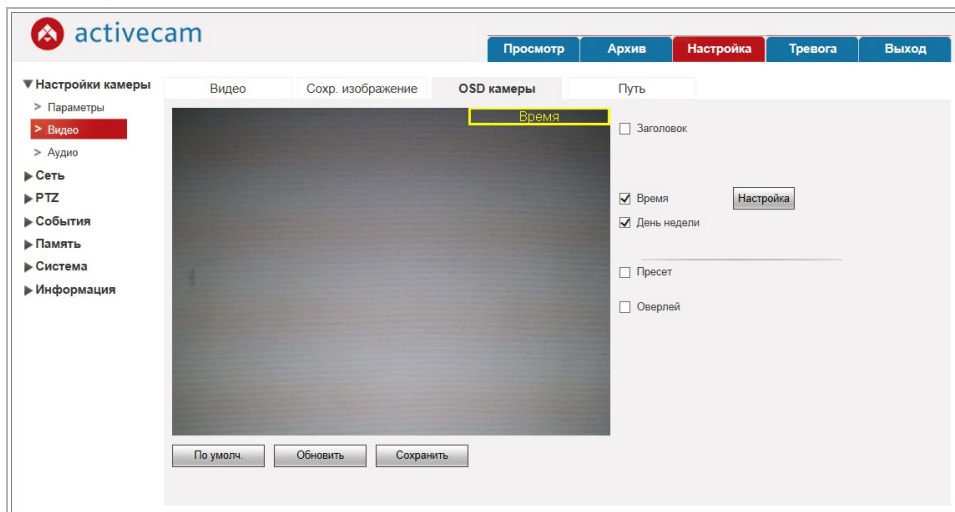 activecam
Просмотр Архив Настройка Тревога Выход
Настройки камеры
> Параметры
> Видео
> Аудио
Сеть
PTZ
События
Память
Система
Информация
Видео Сохр. изображение OSD камеры Путь
Время
Заголовок
Время Настройка
День недели
Пресет
Оверлей
По умолч. Обновить Сохранить